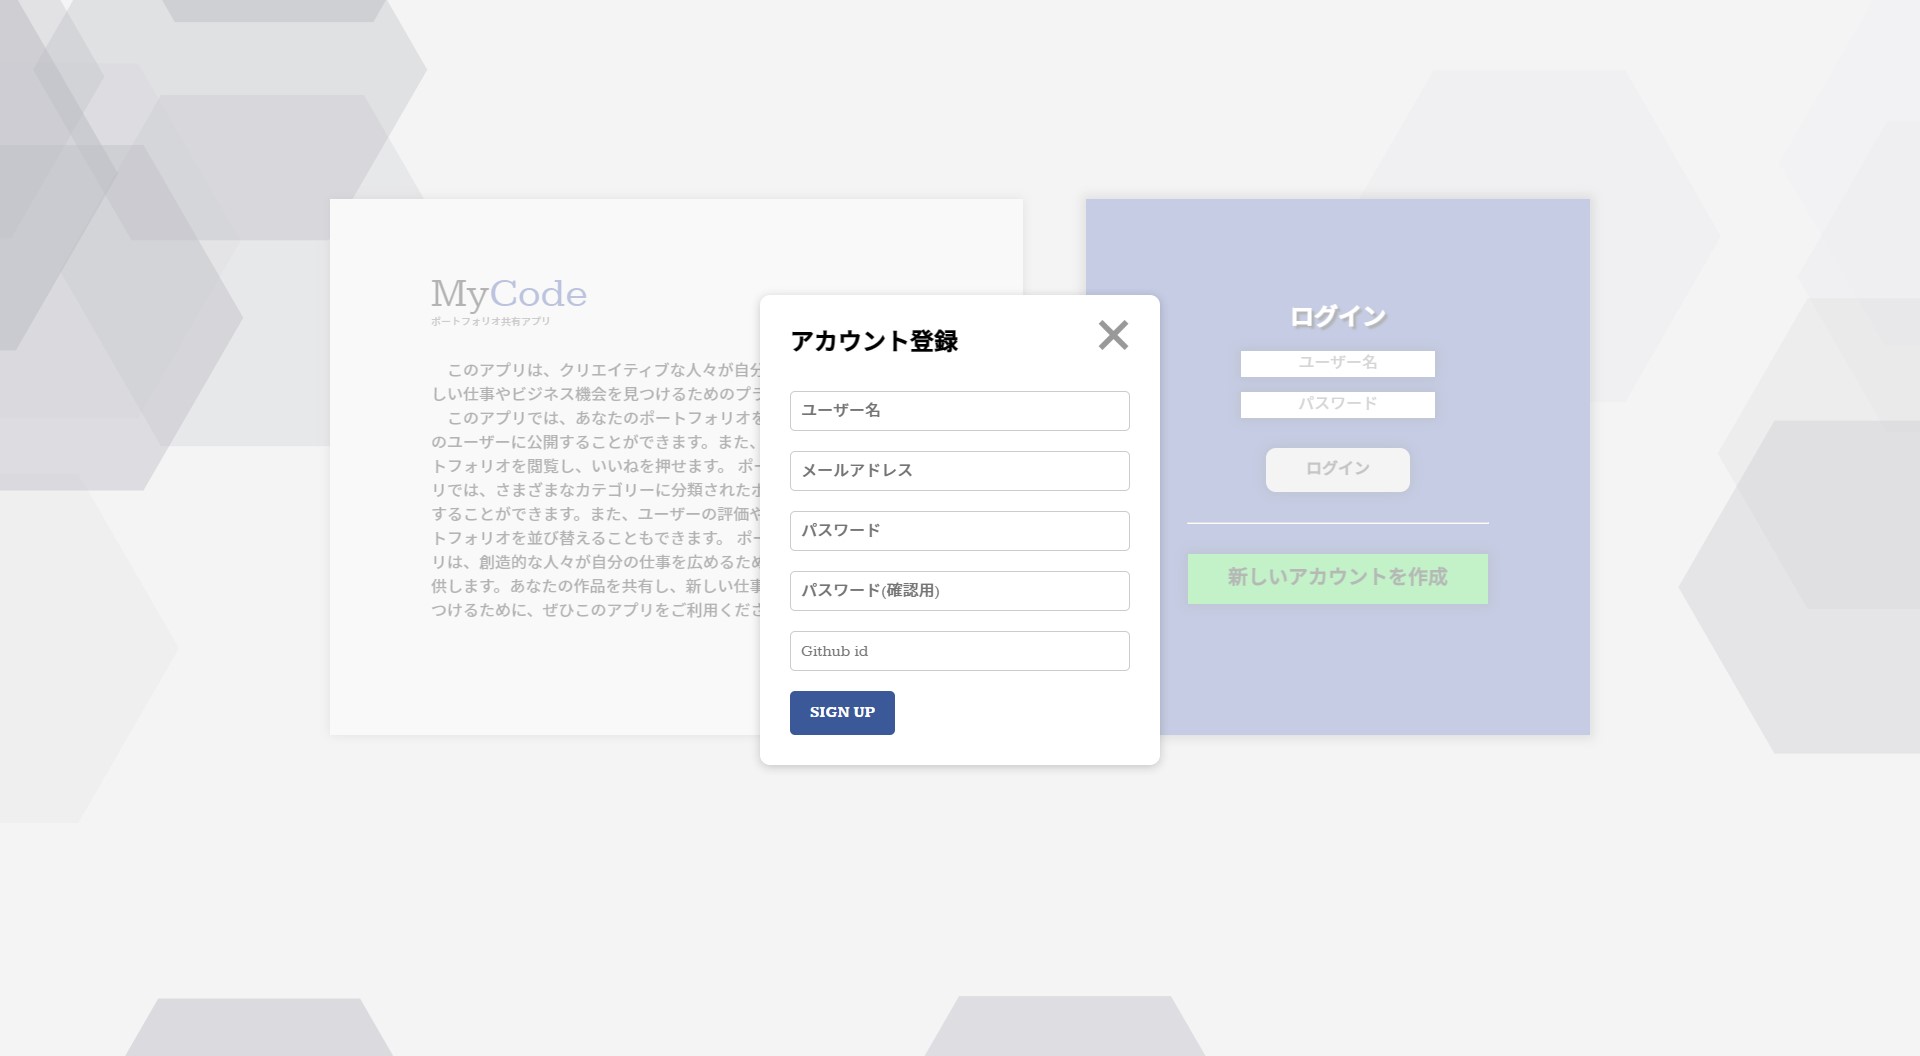 MyCode
ポートフォリオ共有アプリ
このアプリは、クリエイティブな人々が自分
しい仕事やビジネス機会を見つけるためのプラ
このアプリでは、あなたのポートフォリオを
のユーザーに公開することができます。また、
トフォリオを閲覧し、いいねを押せます。 ポー
リでは、さまざまなカテゴリーに分類されたポ
することができます。また、ユーザーの評価や
トフォリオを並び替えることもできます。 ポー
リは、創造的な人々が自分の仕事を広めるため
供します。あなたの作品を共有し、新しい仕事
つけるために、ぜひこのアプリをご利用くださ
アカウント登録
ユーザー名
メールアドレス
パスワード
パスワード(確認用)
Github id
SIGN UP
ログイン
ユーザー名
パスワード
ログイン
新しいアカウントを作成